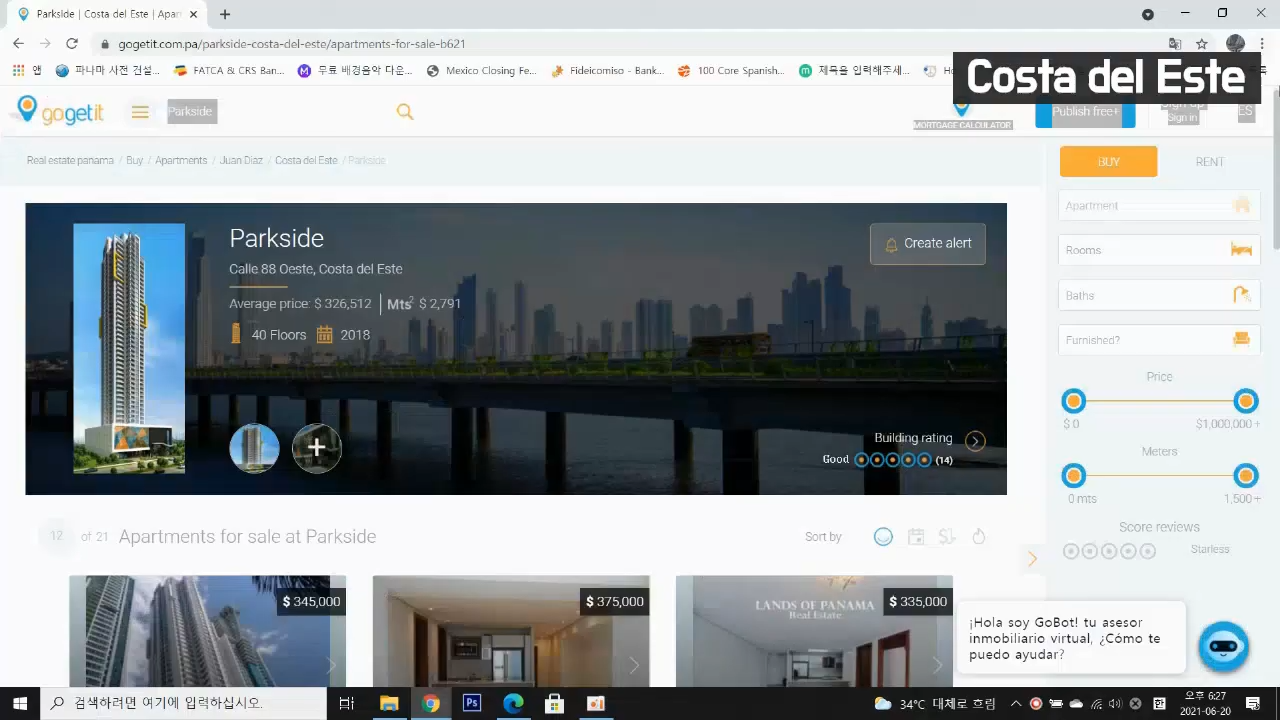 Parkside | Costa del Este | Apar
gogetit.com.pa/parkside-costa-del-este/apartments-for-sale-b621
앱
파나마 사전 건설...
FATCA 및 CRS Ban...
무료 배경음악 다운...
Mexico closing Fe...
Fideicomiso - Bank...
100 Core Spanish...
제목을 입력해주세...
Costa del Este
gogetit
Parkside
MORTGAGE CALCULATOR
Publish free+
Sign up
Sign in
ES
Real estate panama / Buy / Apartments / Juan Diaz / Costa del Este / Parkside
BUY
RENT
Apartment
Rooms
Baths
Furnished?
Price
$ 0
$1,000,000 +
Meters
0 mts
1,500 +
Score reviews
Starless
Parkside
Calle 88 Oeste, Costa del Este
Average price: $ 326,512 | Mts² $ 2,791
40 Floors
2018
Create alert
Building rating
Good
(14)
12 of 21 Apartments for sale at Parkside
Sort by
$ 345,000
$ 375,000
LANDS OF PANAMA
Real Estate
$ 335,000
¡Hola soy GoBot! tu asesor
inmobiliario virtual, ¿Cómo te
puedo ayudar?
검색하려면 여기에 입력하십시오.
34℃ 대체로 흐림
한
오후 6:27
2021-06-20